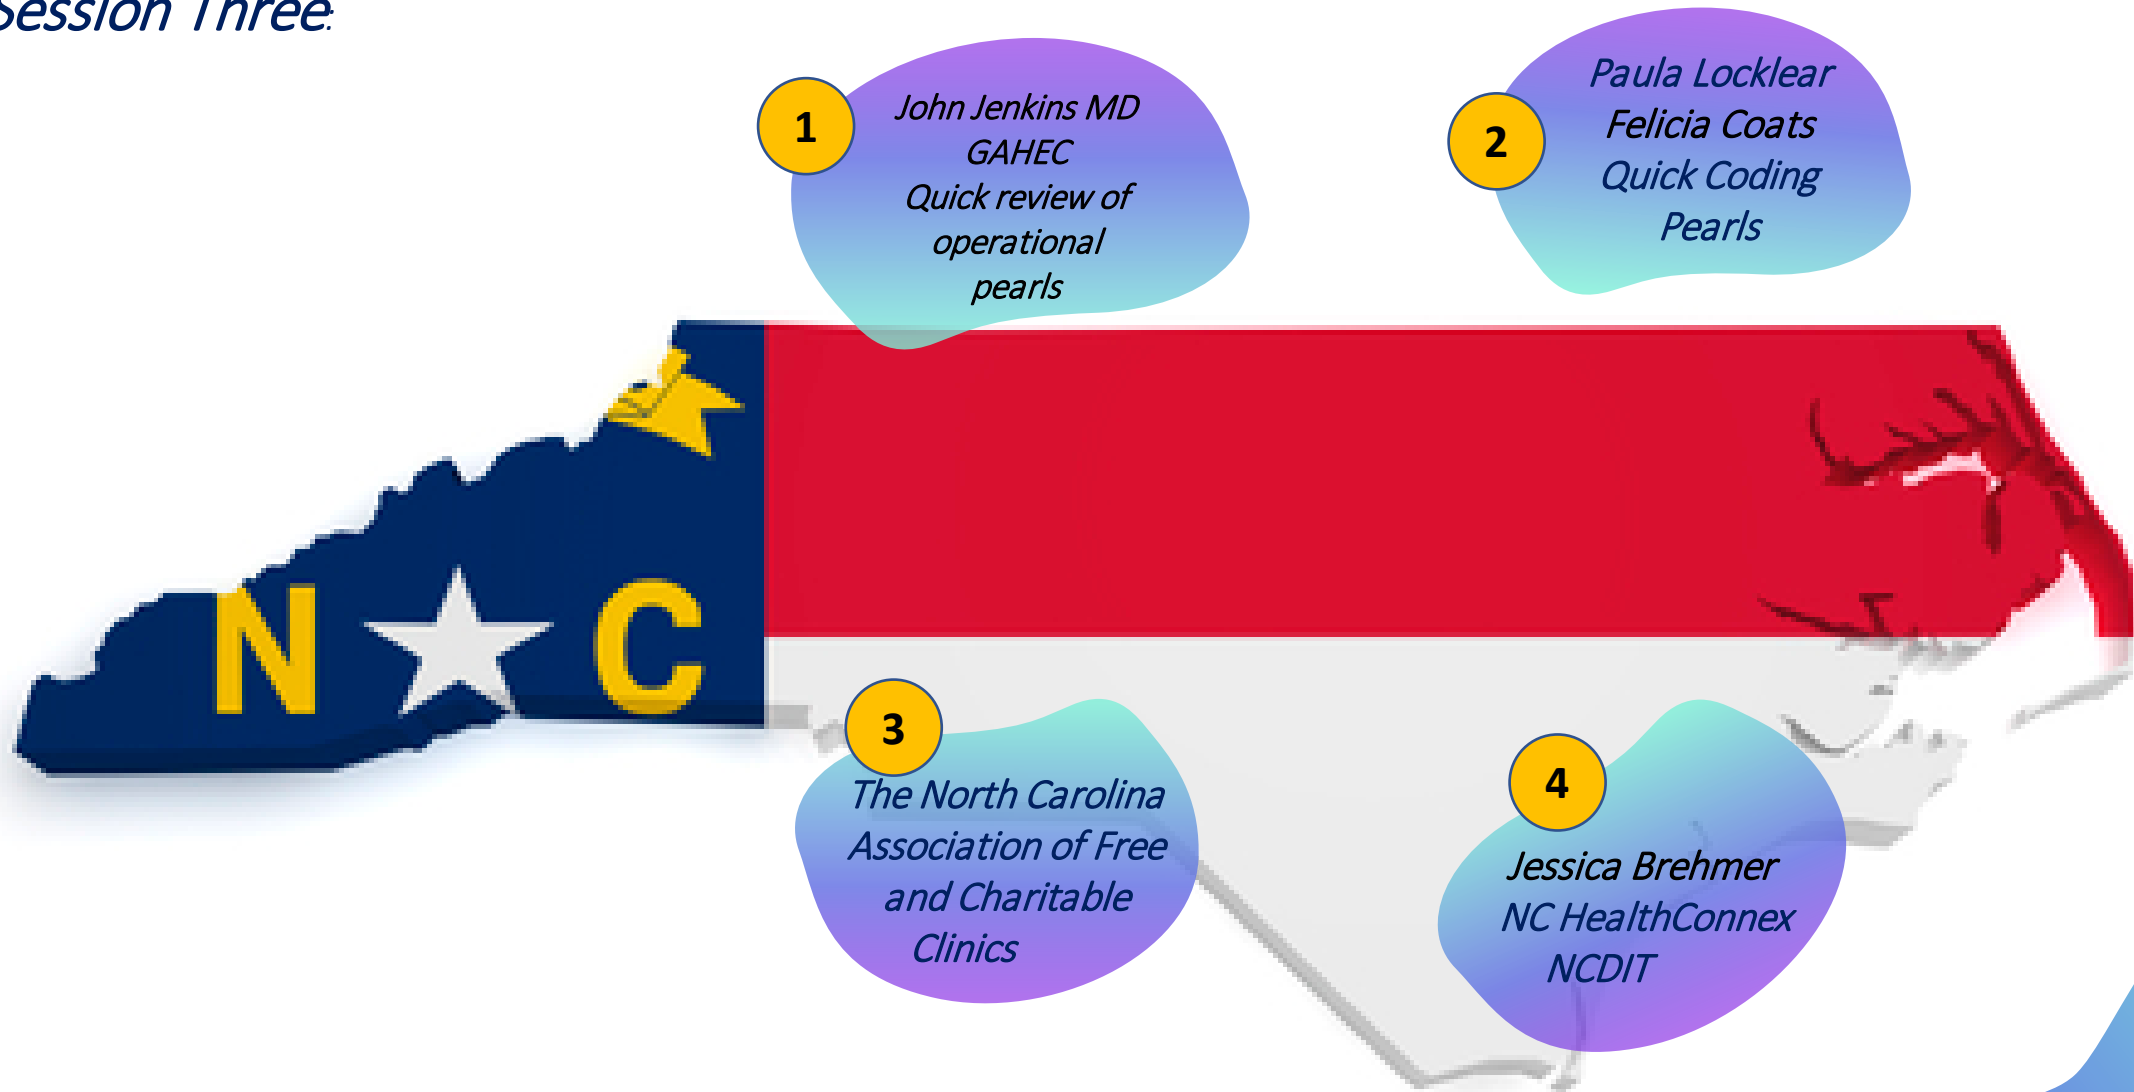 Session Three:
1
John Jenkins MD
GAHEC
Quick review of
operational
pearls
2
Paula Locklear
Felicia Coats
Quick Coding
Pearls
N C
3
The North Carolina
Association of Free
and Charitable
Clinics
4
Jessica Brehmer
NC HealthConnex
NCDIT